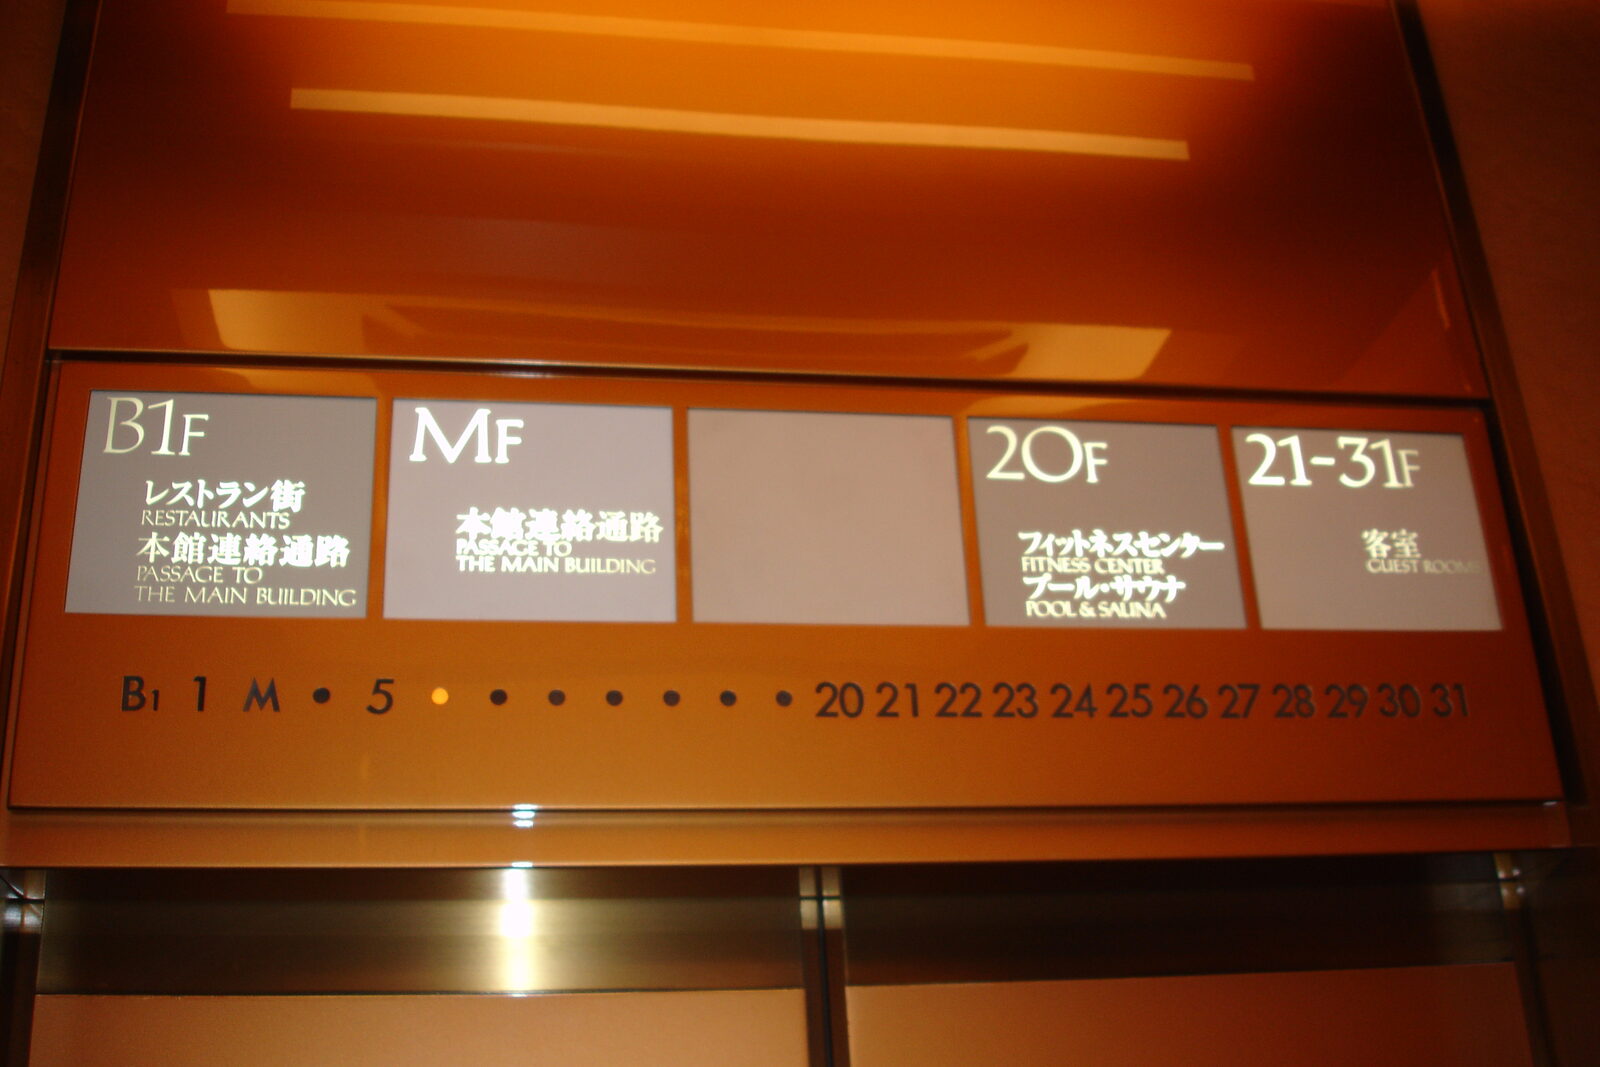 B1F
レストラン街
RESTAURANTS
本館連絡通路
PASSAGE TO
THE MAIN BUILDING
MF
本館連絡通路
PASSAGE TO
THE MAIN BUILDING
20F
フィットネスセンター
FITNESS CENTER
プール・サウナ
POOL & SAUNA
21-31F
客室
GUEST ROOMS
B1 1 M • 5 • • • • • • • 20 21 22 23 24 25 26 27 28 29 30 31